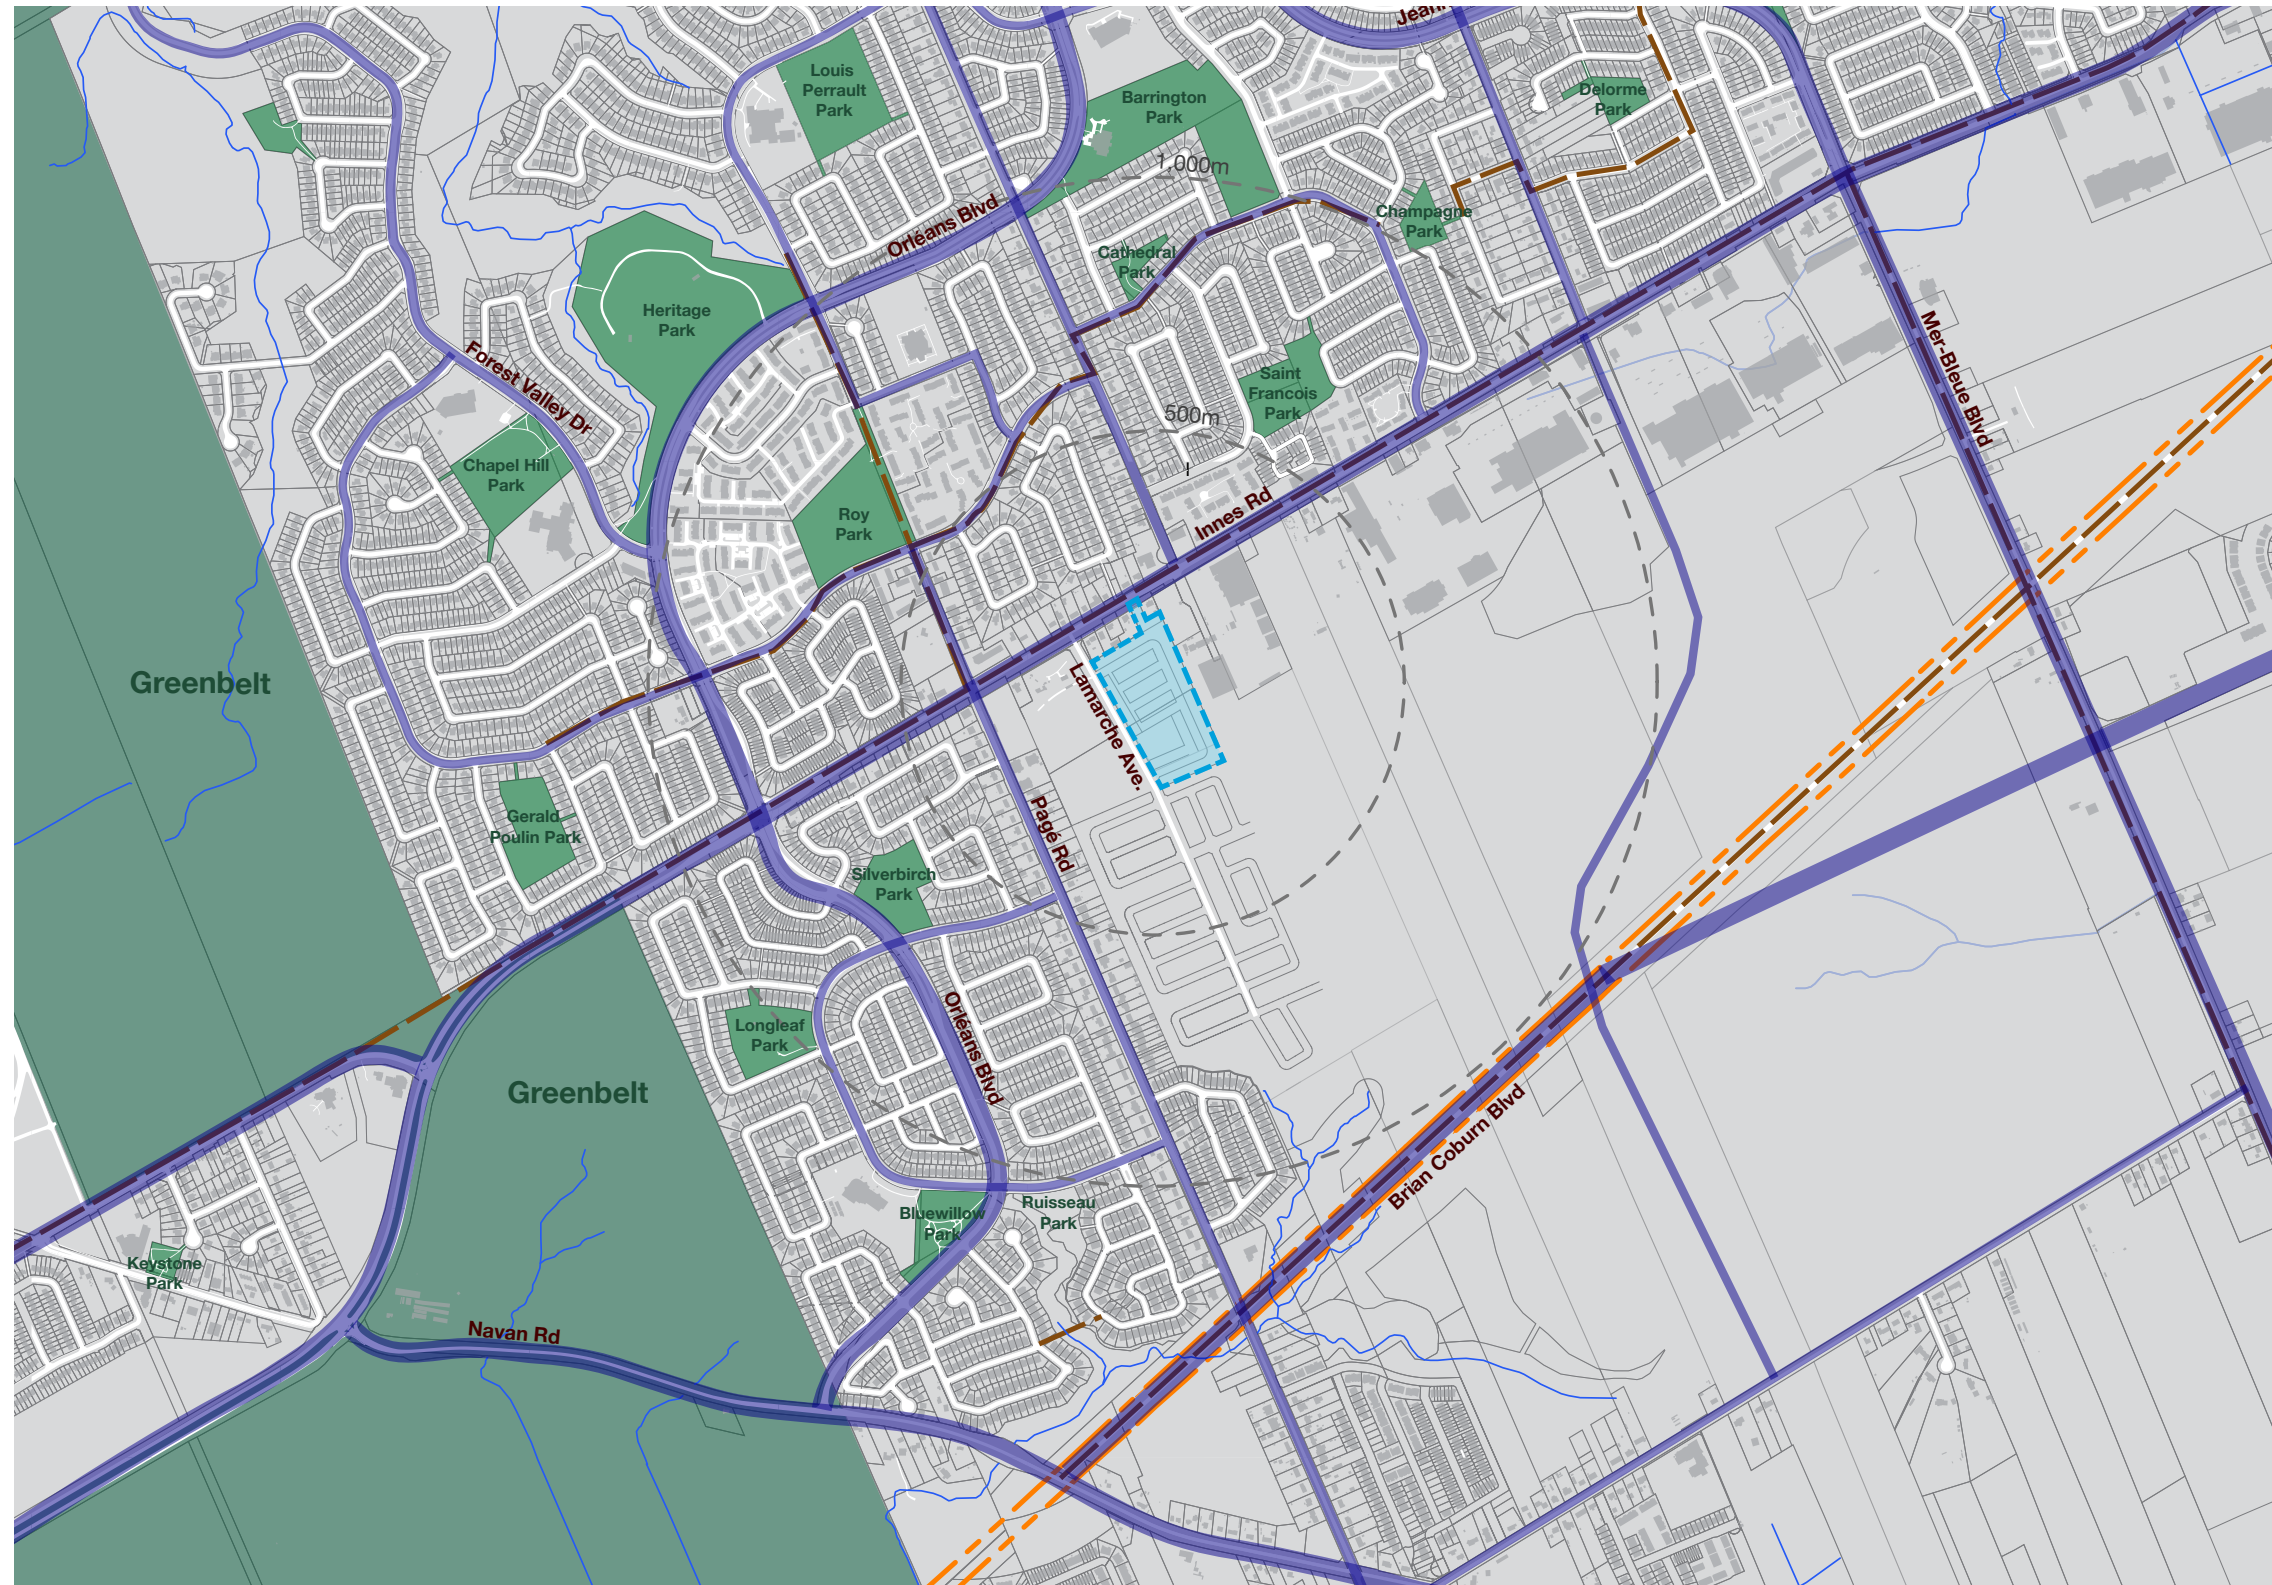 Jean
Louis
Perrault
Park
Barrington
Park
Delorme
Park
1,000m
Orléans Blvd
Champagne
Park
Cathedral
Park
Heritage
Park
Forest Valley Dr
Mer-Bleue Blvd
Saint
Francois
Park
500m
Chapel Hill
Park
Roy
Park
Innes Rd
Greenbelt
Lamarche Ave.
Gerald
Poulin Park
Pagé Rd
Silverbirch
Park
Longleaf
Park
Orléans Blvd
Greenbelt
Brian Coburn Blvd
Ruisseau
Park
Bluewillow
Park
Keystone
Park
Navan Rd